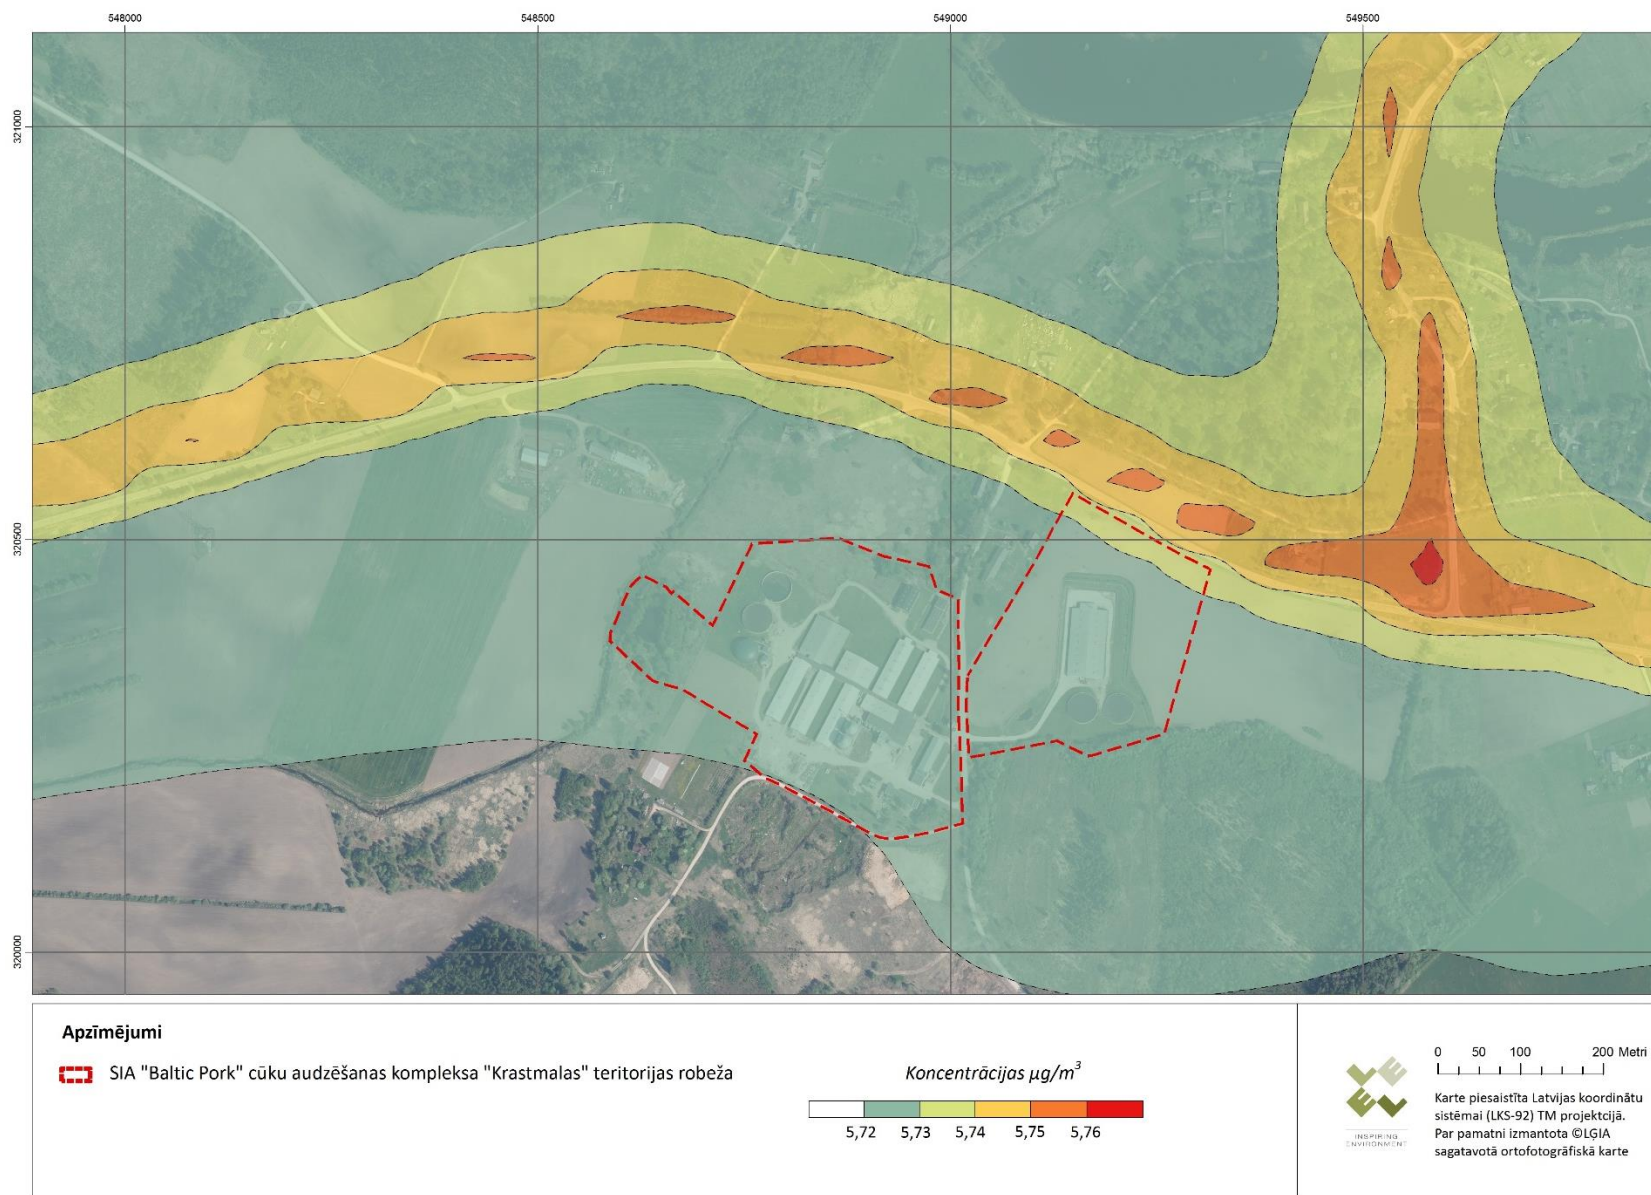 548000
548500
549000
549500
321000
320500
320000
Apzīmējumi
SIA "Baltic Pork" cūku audzēšanas kompleksa "Krastmalas" teritorijas robeža
Koncentrācijas µg/m³
5,72 5,73 5,74 5,75 5,76
INSPIRING
ENVIRONMENT
0 50 100 200 Metri
Karte piesaistīta Latvijas koordinātu
sistēmai (LKS-92) TM projektcijā.
Par pamatni izmantota ©LĢIA
sagatavotā ortofotogrāfiskā karte